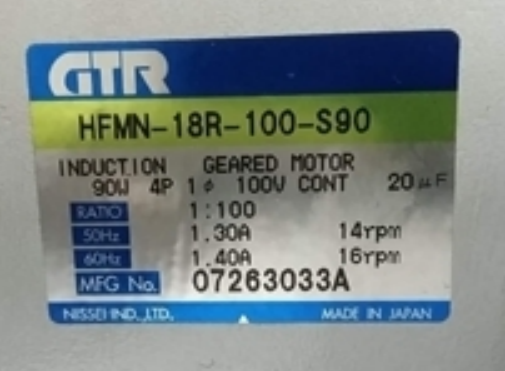 GTR
HFMN-18R-100-S90
INDUCTION GEARED MOTOR
90W 4P 1φ 100V CONT 20μF
RATIO 1:100
50Hz 1.30A 14rpm
60Hz 1.40A 16rpm
MFG No. 07263033A
NISSEI IND.,LTD. MADE IN JAPAN